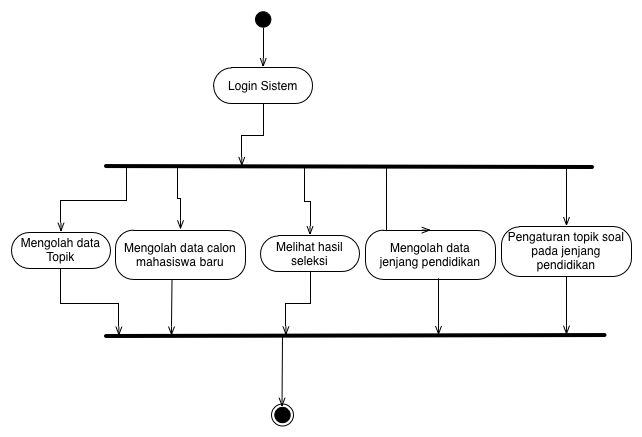 Login Sistem
Mengolah data
Topik
Mengolah data calon
mahasiswa baru
Melihat hasil
seleksi
Mengolah data
jenjang pendidikan
Pengaturan topik soal
pada jenjang
pendidikan